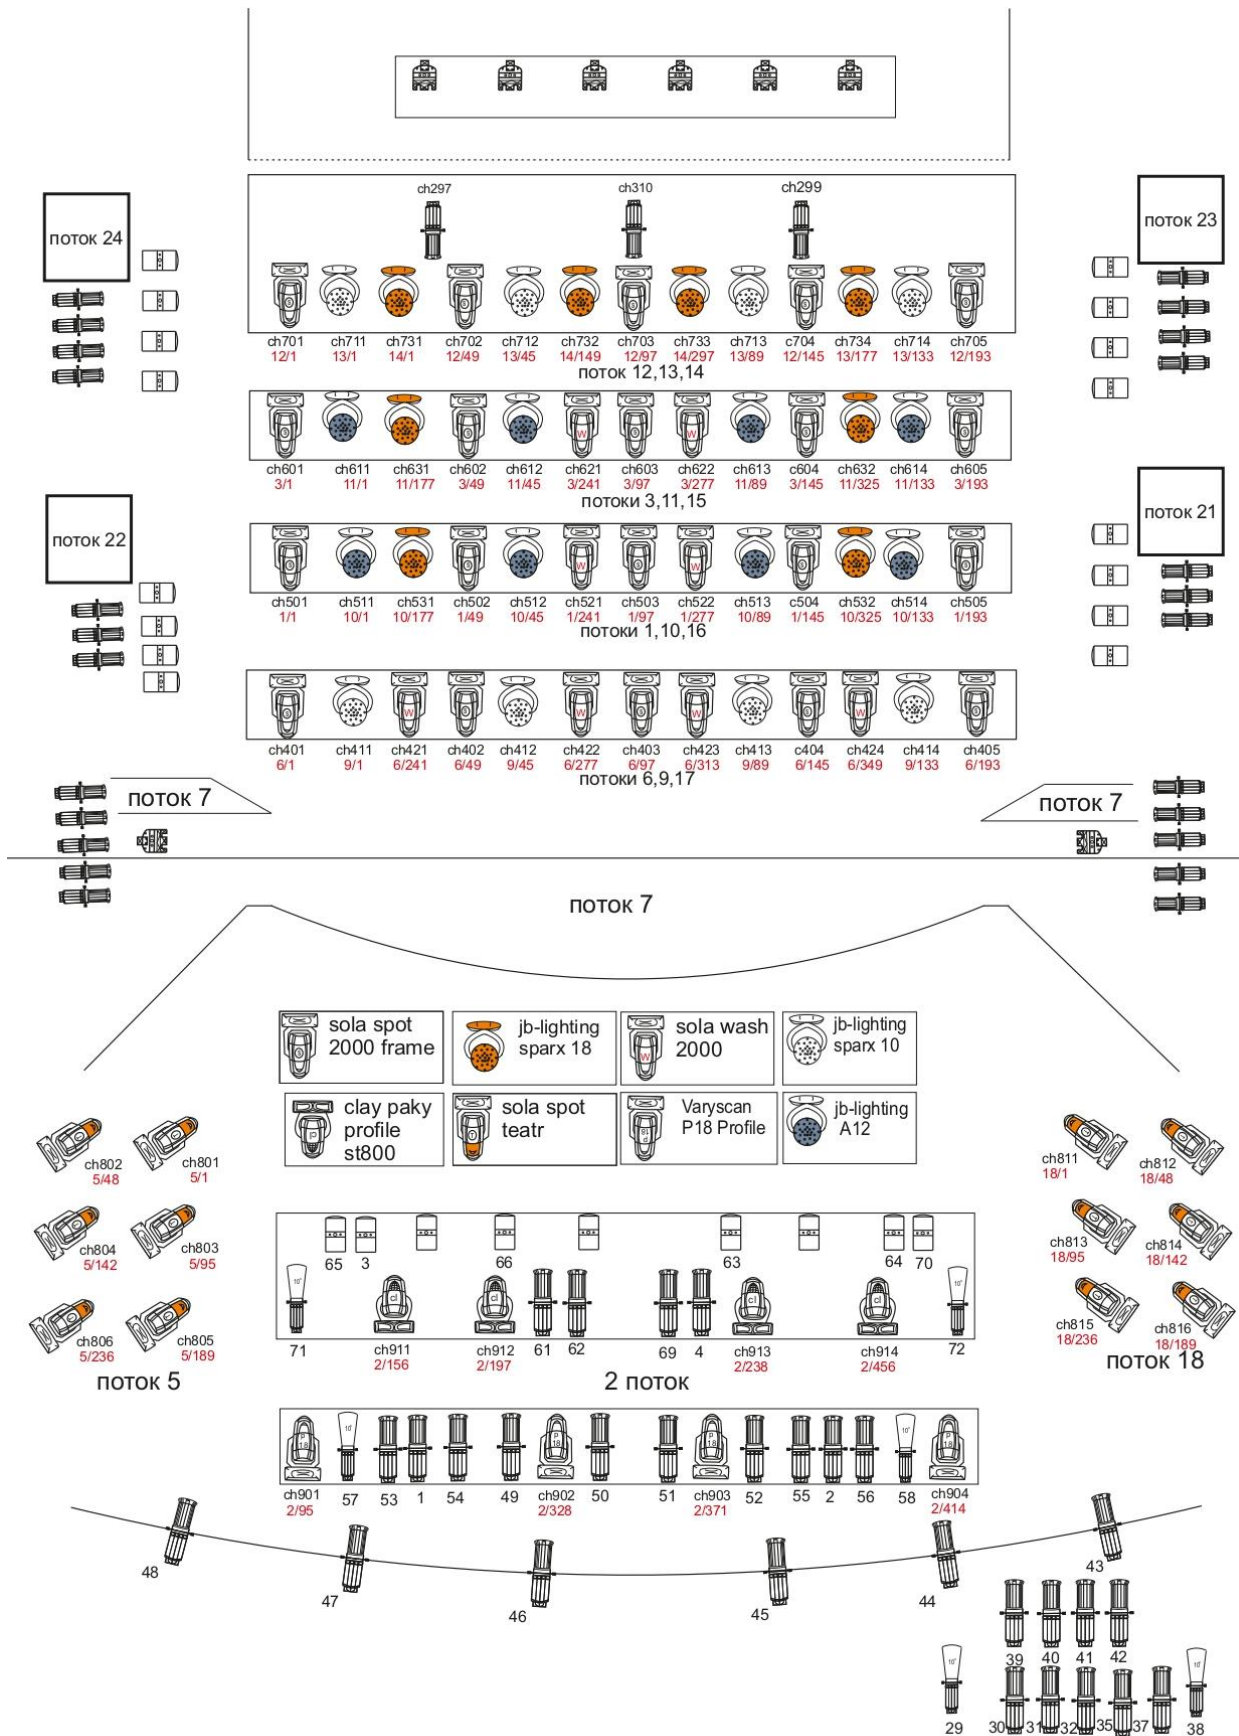 ch297 ch310 ch299
поток 24
поток 23
ch701 ch711 ch731 ch702 ch712 ch732 ch703 ch733 ch713 c704 ch734 ch714 ch705
12/1 13/1 14/1 12/49 13/45 14/149 12/97 14/297 13/89 12/145 13/177 13/133 12/193
поток 12,13,14
ch601 ch611 ch631 ch602 ch612 ch621 ch603 ch622 ch613 c604 ch632 ch614 ch605
3/1 11/1 11/177 3/49 11/45 3/241 3/97 3/277 11/89 3/145 11/325 11/133 3/193
потоки 3,11,15
поток 22
поток 21
ch501 ch511 ch531 ch502 ch512 ch521 ch503 ch522 ch513 c504 ch532 ch514 ch505
1/1 10/1 10/177 1/49 10/45 1/241 1/97 1/277 10/89 1/145 10/325 10/133 1/193
потоки 1,10,16
ch401 ch411 ch421 ch402 ch412 ch422 ch403 ch423 ch413 c404 ch424 ch414 ch405
6/1 9/1 6/241 6/49 9/45 6/277 6/97 6/313 9/89 6/145 6/349 9/133 6/193
потоки 6,9,17
поток 7
поток 7
поток 7
sola spot
2000 frame
jb-lighting
sparx 18
W
sola wash
2000
jb-lighting
sparx 10
clay paky
profile
st800
sola spot
teatr
Varyscan
P18 Profile
jb-lighting
A12
ch802 ch801
5/48 5/1
ch804 ch803
5/142 5/95
ch806 ch805
5/236 5/189
поток 5
ch811 ch812
18/1 18/48
ch813 ch814
18/95 18/142
ch815 ch816
18/236 18/189
поток 18
65 3 66 63 64 70
10° 10°
71 ch911 ch912 61 62 69 4 ch913 ch914 72
2/156 2/197 2/238 2/456
2 поток
p 18 10° p 18 p 18 10° p 18
ch901 57 53 1 54 49 ch902 50 51 ch903 52 55 2 56 58 ch904
2/95 2/328 2/371 2/414
48 47 46 45 44 43
39 40 41 42
10° 10°
29 30 31 32 35 37 38